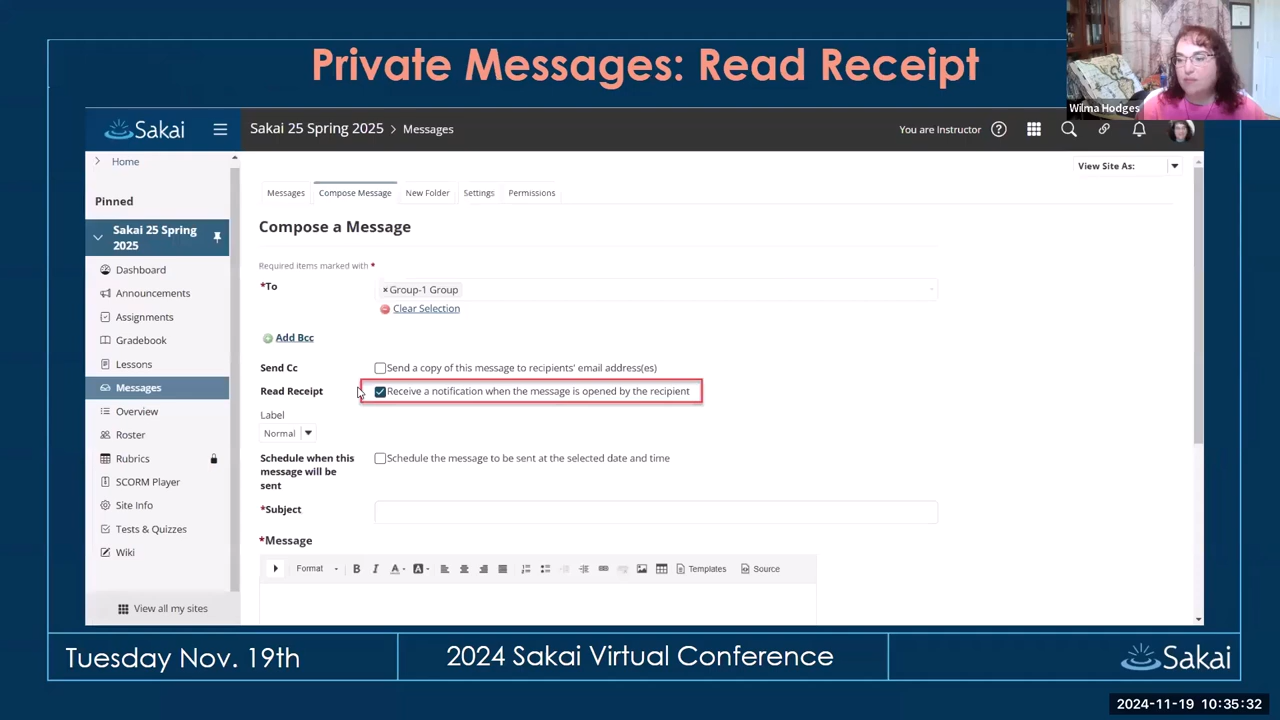 Private Messages: Read Receipt
Wilma Hodges
Sakai
Sakai 25 Spring 2025 > Messages
You are Instructor
Home
View Site As:
Pinned
Sakai 25 Spring
2025
Dashboard
Announcements
Assignments
Gradebook
Lessons
Messages
Overview
Roster
Rubrics
SCORM Player
Site Info
Tests & Quizzes
Wiki
View all my sites
Messages
Compose Message
New Folder
Settings
Permissions
Compose a Message
Required items marked with *
*To
×Group-1 Group
Clear Selection
Add Bcc
Send Cc
Send a copy of this message to recipients' email address(es)
Read Receipt
Receive a notification when the message is opened by the recipient
Label
Normal
Schedule when this
message will be
sent
Schedule the message to be sent at the selected date and time
*Subject
*Message
Format
Templates
Source
Tuesday Nov. 19th
2024 Sakai Virtual Conference
Sakai
2024-11-19 10:35:32